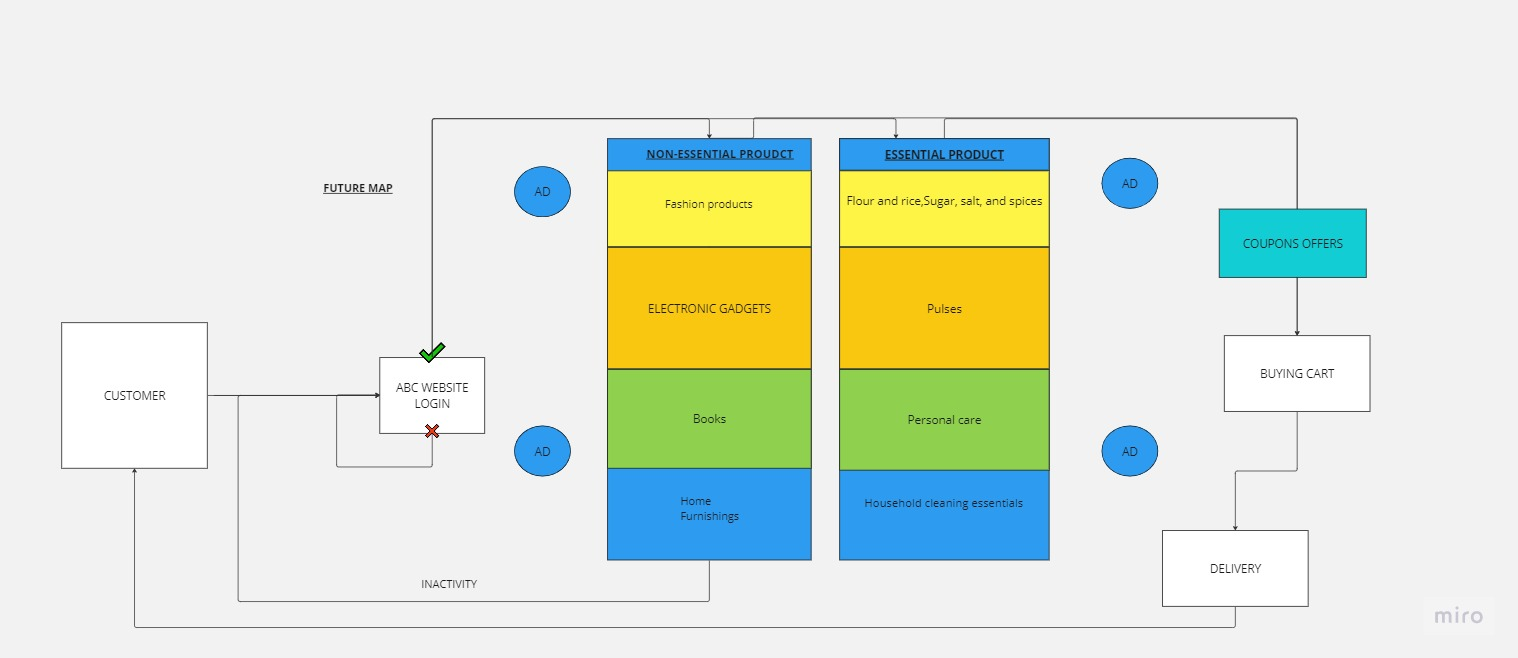 NON-ESSENTIAL PROUDCT
ESSENTIAL PRODUCT
FUTURE MAP
AD
AD
Fashion products
Flour and rice,Sugar, salt, and spices
COUPONS OFFERS
ELECTRONIC GADGETS
Pulses
CUSTOMER
ABC WEBSITE
LOGIN
BUYING CART
Books
Personal care
AD
AD
Home
Furnishings
Household cleaning essentials
INACTIVITY
DELIVERY
miro